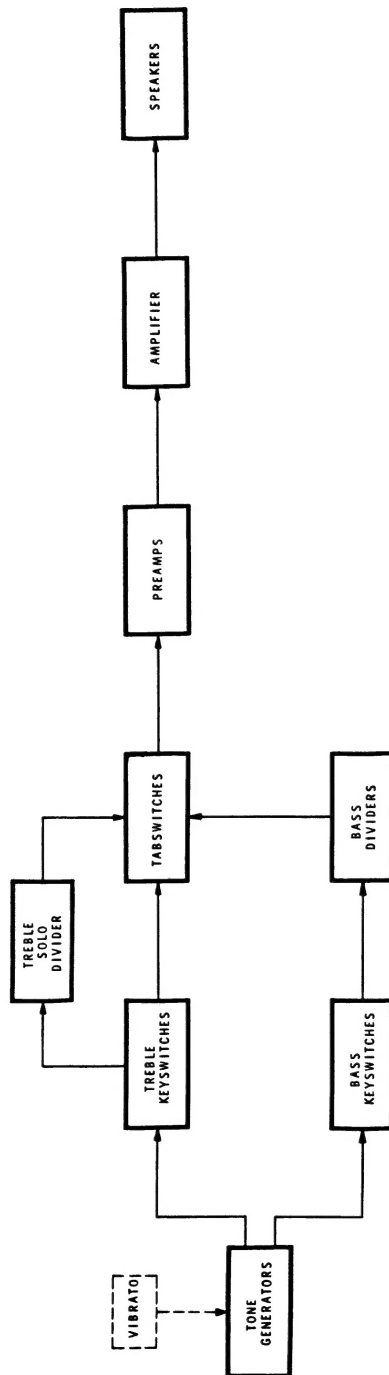 VIBRATO
TONE
GENERATORS
TREBLE
KEYSWITCHES
BASS
KEYSWITCHES
TREBLE
SOLO
DIVIDER
TABSWITCHES
BASS
DIVIDERS
PREAMPS
AMPLIFIER
SPEAKERS